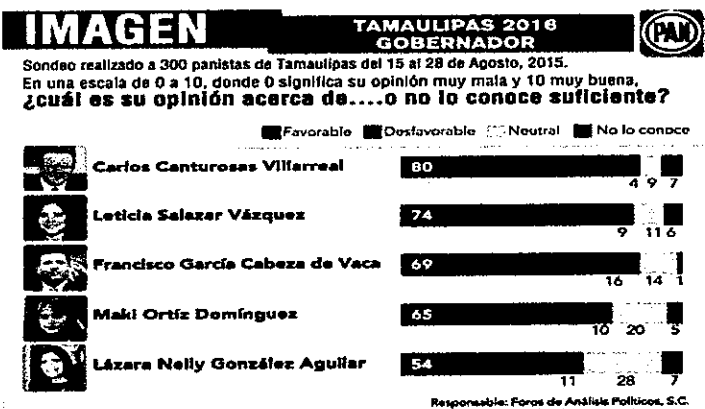 IMAGEN
TAMAULIPAS 2016
GOBERNADOR
PAN
Sondeo realizado a 300 panistas de Tamaulipas del 15 al 28 de Agosto, 2015.
En una escala de 0 a 10, donde 0 significa su opinión muy mala y 10 muy buena,
¿cuál es su opinión acerca de....o no lo conoce suficiente?
Favorable Desfavorable Neutral No lo conoce
Carlos Canturosas Villarreal 80
4 9 7
Leticia Salazar Vázquez 74
9 11 6
Francisco García Cabeza de Vaca 69
16 14 1
Maki Ortíz Domínguez 65
10 20 5
Lázara Nelly González Aguilar 54
11 28 7
Responsable: Foros de Análisis Políticos, S.C.